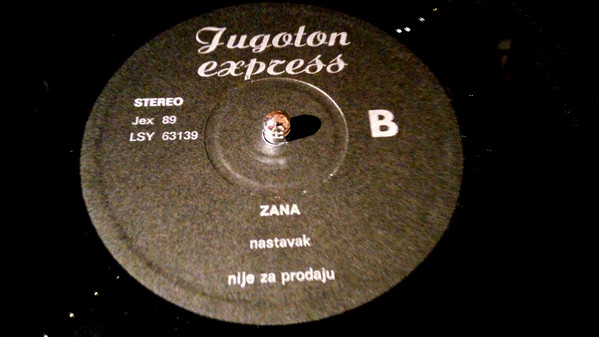 Jugoton
express
STEREO
Jex 89
LSY 63139
B
ZANA
nastavak
nije za prodaju